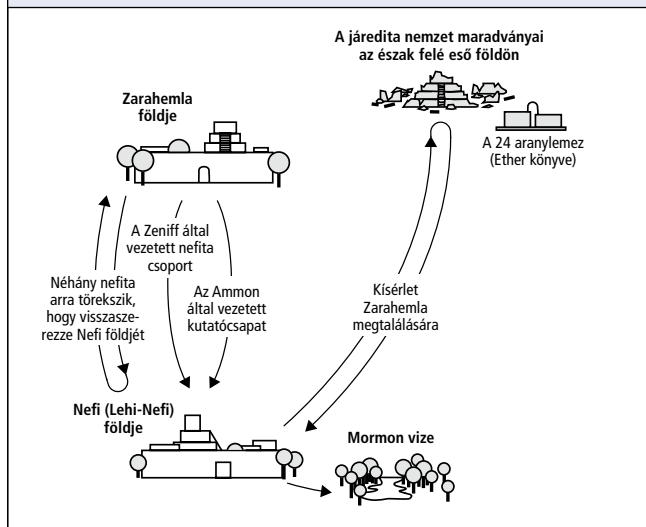 A járedita nemzet maradványai
az észak felé eső földön
Zarahemla
földje
A 24 aranylemez
(Ether könyve)
A Zeniff által
vezetett nefita
csoport
Néhány nefita
arra törekszik,
hogy visszasze-
rezze Nefi földjét
Az Ammon
által vezetett
kutatócsapat
Kísérlet
Zarahemla
megtalálására
Nefi (Lehi-Nefi)
földje
Mormon vize